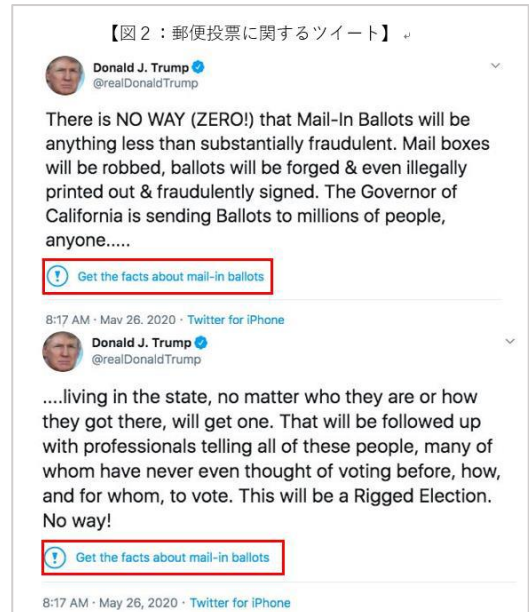 【図２：郵便投票に関するツイート】
Donald J. Trump
@realDonaldTrump
There is NO WAY (ZERO!) that Mail-In Ballots will be
anything less than substantially fraudulent. Mail boxes
will be robbed, ballots will be forged & even illegally
printed out & fraudulently signed. The Governor of
California is sending Ballots to millions of people,
anyone.....
Get the facts about mail-in ballots
8:17 AM · May 26, 2020 · Twitter for iPhone
Donald J. Trump
@realDonaldTrump
....living in the state, no matter who they are or how
they got there, will get one. That will be followed up
with professionals telling all of these people, many of
whom have never even thought of voting before, how,
and for whom, to vote. This will be a Rigged Election.
No way!
Get the facts about mail-in ballots
8:17 AM · May 26, 2020 · Twitter for iPhone